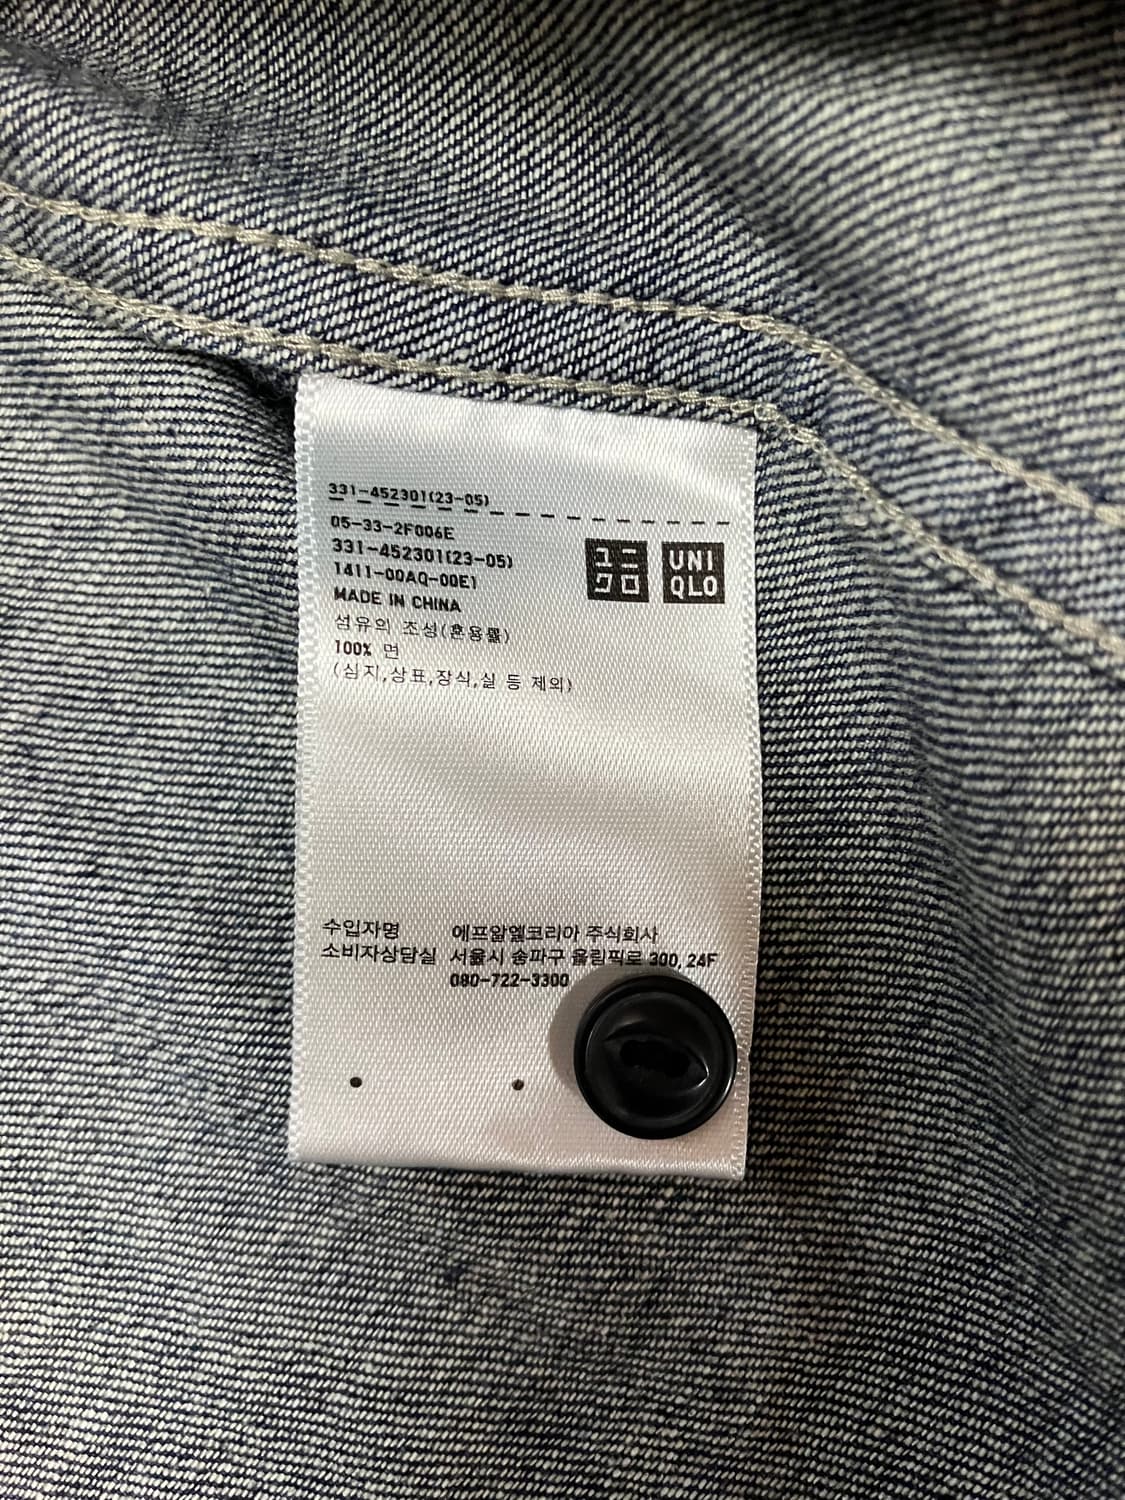 331-452301(23-05)
05-33-2F006E
331-452301(23-05)
1411-00AQ-00E1
MADE IN CHINA
섬유의 조성(혼용률)
100% 면
(심지,상표,장식,실 등 제외)
ユニ
クロ
UNI
QLO
수입자명 에프알엘코리아 주식회사
소비자상담실 서울시 송파구 올림픽로 300, 24F
080-722-3300